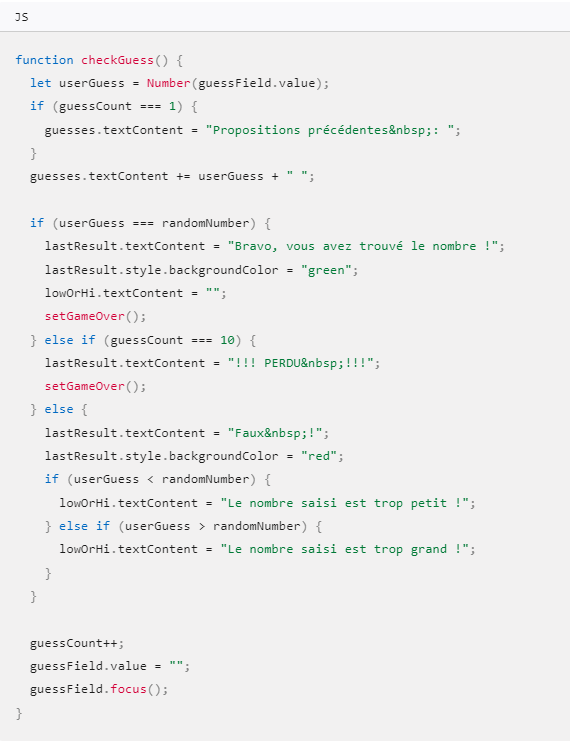 JS
function checkGuess() {
  let userGuess = Number(guessField.value);
  if (guessCount === 1) {
    guesses.textContent = "Propositions précédentes&nbsp;: ";
  }
  guesses.textContent += userGuess + " ";

  if (userGuess === randomNumber) {
    lastResult.textContent = "Bravo, vous avez trouvé le nombre !";
    lastResult.style.backgroundColor = "green";
    lowOrHi.textContent = "";
    setGameOver();
  } else if (guessCount === 10) {
    lastResult.textContent = "!!! PERDU&nbsp;!!!";
    setGameOver();
  } else {
    lastResult.textContent = "Faux&nbsp;!";
    lastResult.style.backgroundColor = "red";
    if (userGuess < randomNumber) {
      lowOrHi.textContent = "Le nombre saisi est trop petit !";
    } else if (userGuess > randomNumber) {
      lowOrHi.textContent = "Le nombre saisi est trop grand !";
    }
  }

  guessCount++;
  guessField.value = "";
  guessField.focus();
}